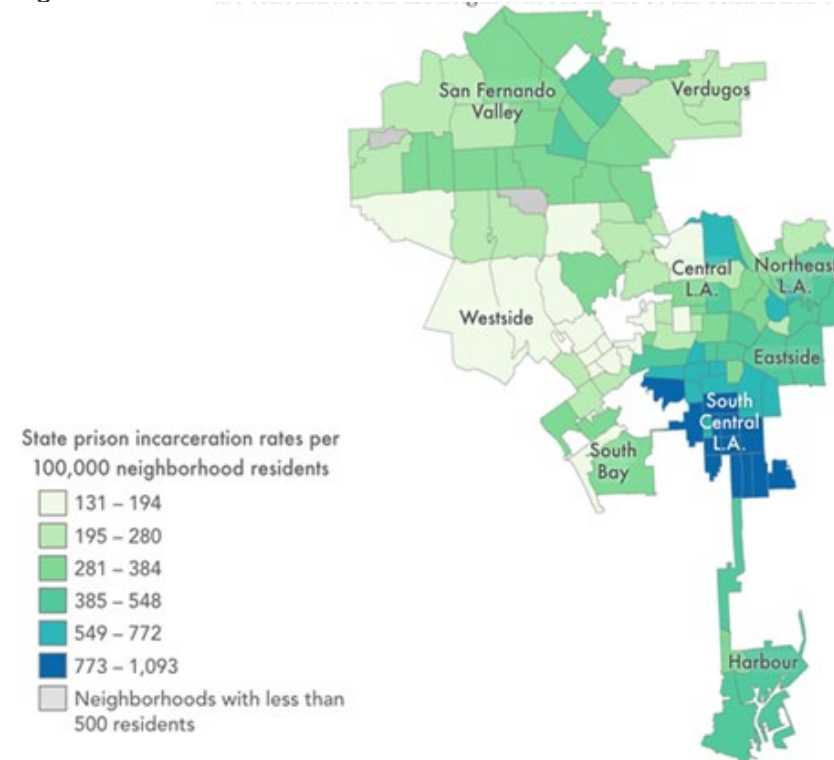 San Fernando
Valley
Verdugos
Central
L.A.
Northeast
L.A.
Westside
Eastside
South
Central
L.A.
South
Bay
Harbour
State prison incarceration rates per
100,000 neighborhood residents
131 – 194
195 – 280
281 – 384
385 – 548
549 – 772
773 – 1,093
Neighborhoods with less than
500 residents